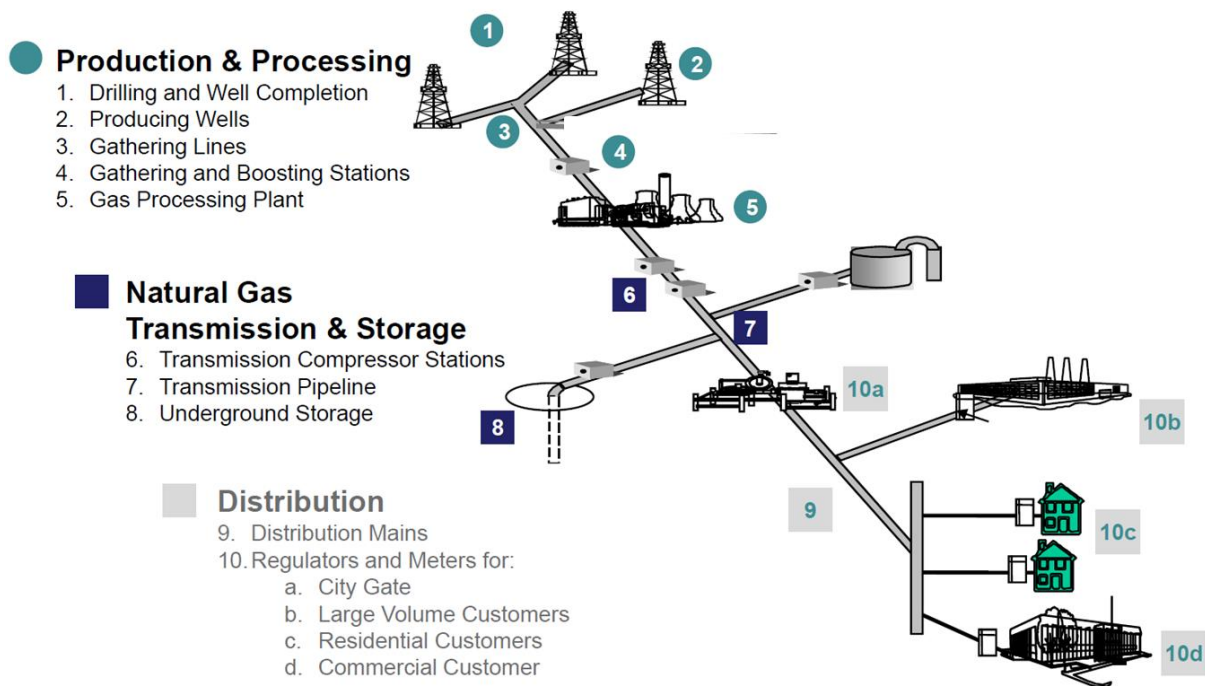 Production & Processing
1. Drilling and Well Completion
2. Producing Wells
3. Gathering Lines
4. Gathering and Boosting Stations
5. Gas Processing Plant
Natural Gas
Transmission & Storage
6. Transmission Compressor Stations
7. Transmission Pipeline
8. Underground Storage
Distribution
9. Distribution Mains
10. Regulators and Meters for:
a. City Gate
b. Large Volume Customers
c. Residential Customers
d. Commercial Customer
1
2
3
4
5
6
7
8
10a
10b
9
10c
10d